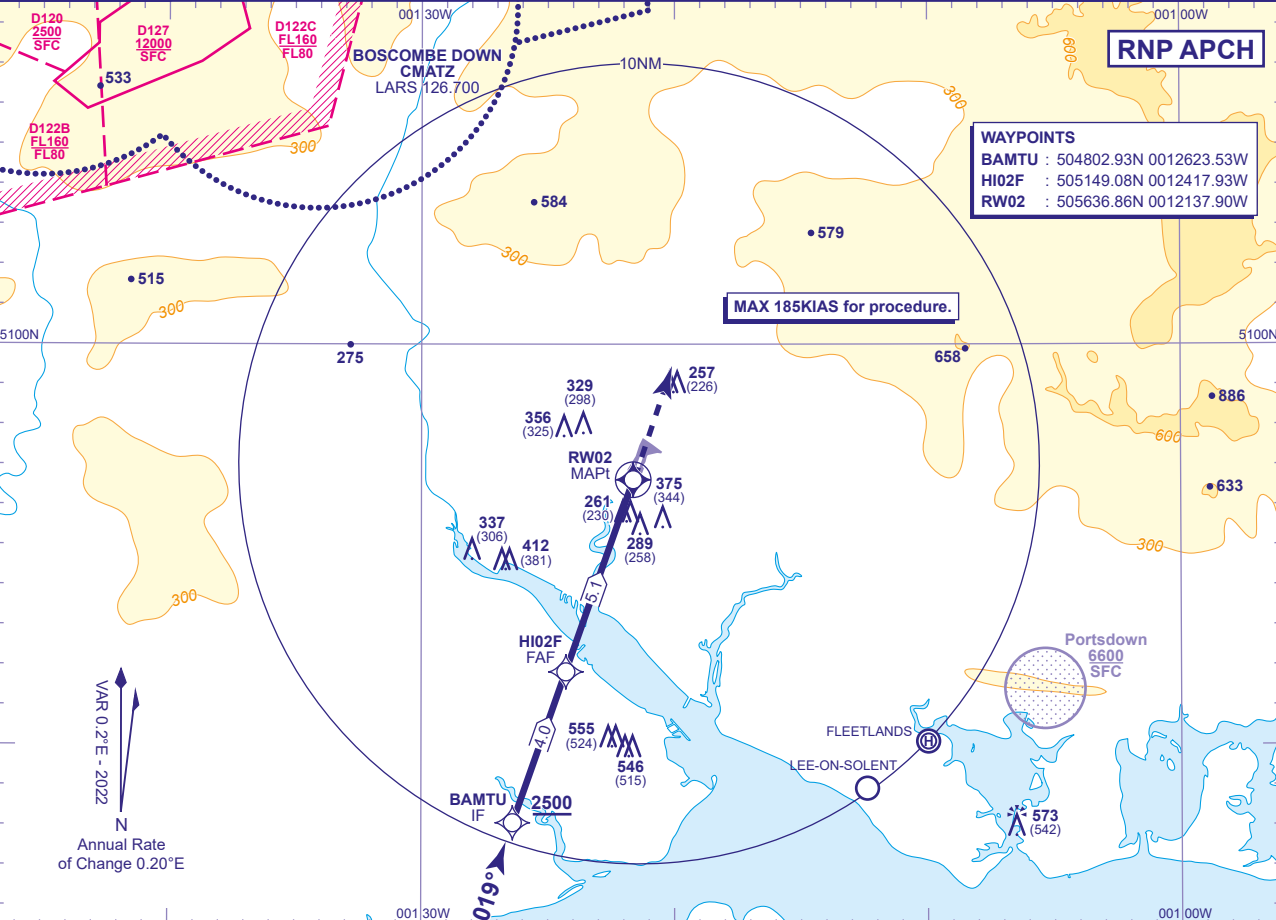 001:30W
001:00W
D120
2500
SFC
D127
12000
SFC
D122C
FL160
FL80
533
D122B
FL160
FL80
300
BOSCOMBE DOWN
CMATZ
LARS 126.700
10NM
600
RNP APCH
300
WAYPOINTS
BAMTU : 504802.93N 0012623.53W
HI02F : 505149.08N 0012417.93W
RW02 : 505636.86N 0012137.90W
584
579
300
515
300
MAX 185KIAS for procedure.
5100N
5100N
275
658
257
(226)
329
(298)
356
(325)
886
600
RW02
MAPt
375
(344)
261
(230)
289
(258)
633
337
(306)
412
(381)
300
300
5.1
HI02F
FAF
Portsdown
6600
SFC
VAR 0.2°E - 2022
N
Annual Rate
of Change 0.20°E
4.0
555
(524)
546
(515)
FLEETLANDS
H
LEE-ON-SOLENT
BAMTU
IF
2500
573
(542)
019°
001:30W
001:00W